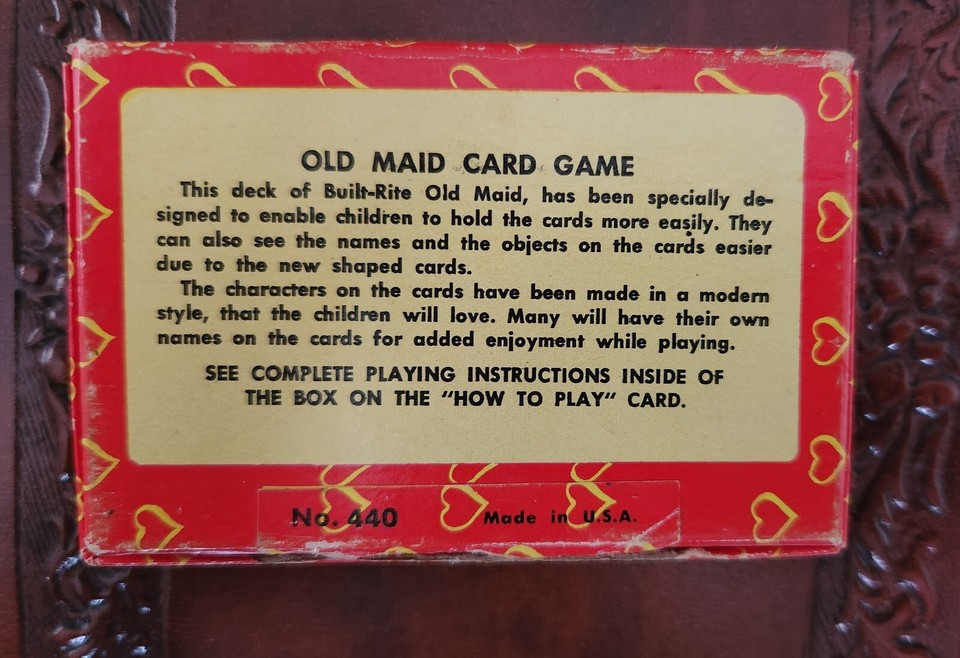 OLD MAID CARD GAME
This deck of Built-Rite Old Maid, has been specially de-
signed to enable children to hold the cards more easily. They
can also see the names and the objects on the cards easier
due to the new shaped cards.
The characters on the cards have been made in a modern
style, that the children will love. Many will have their own
names on the cards for added enjoyment while playing.
SEE COMPLETE PLAYING INSTRUCTIONS INSIDE OF
THE BOX ON THE "HOW TO PLAY" CARD.
No. 440 Made in U.S.A.